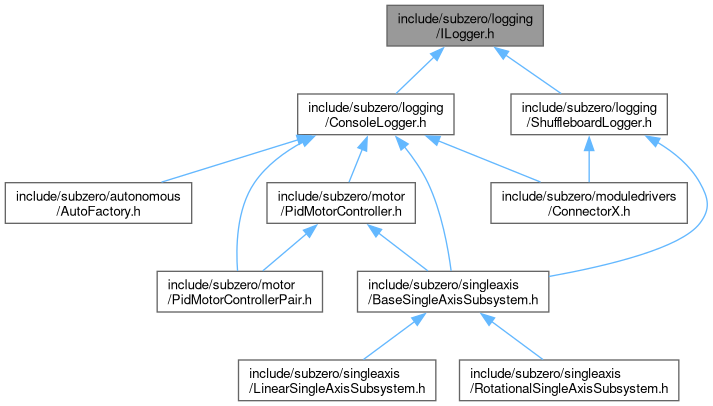 include/subzero/logging
/ILogger.h
include/subzero/logging
/ConsoleLogger.h
include/subzero/logging
/ShuffleboardLogger.h
include/subzero/autonomous
/AutoFactory.h
include/subzero/motor
/PidMotorController.h
include/subzero/moduledrivers
/ConnectorX.h
include/subzero/motor
/PidMotorControllerPair.h
include/subzero/singleaxis
/BaseSingleAxisSubsystem.h
include/subzero/singleaxis
/LinearSingleAxisSubsystem.h
include/subzero/singleaxis
/RotationalSingleAxisSubsystem.h